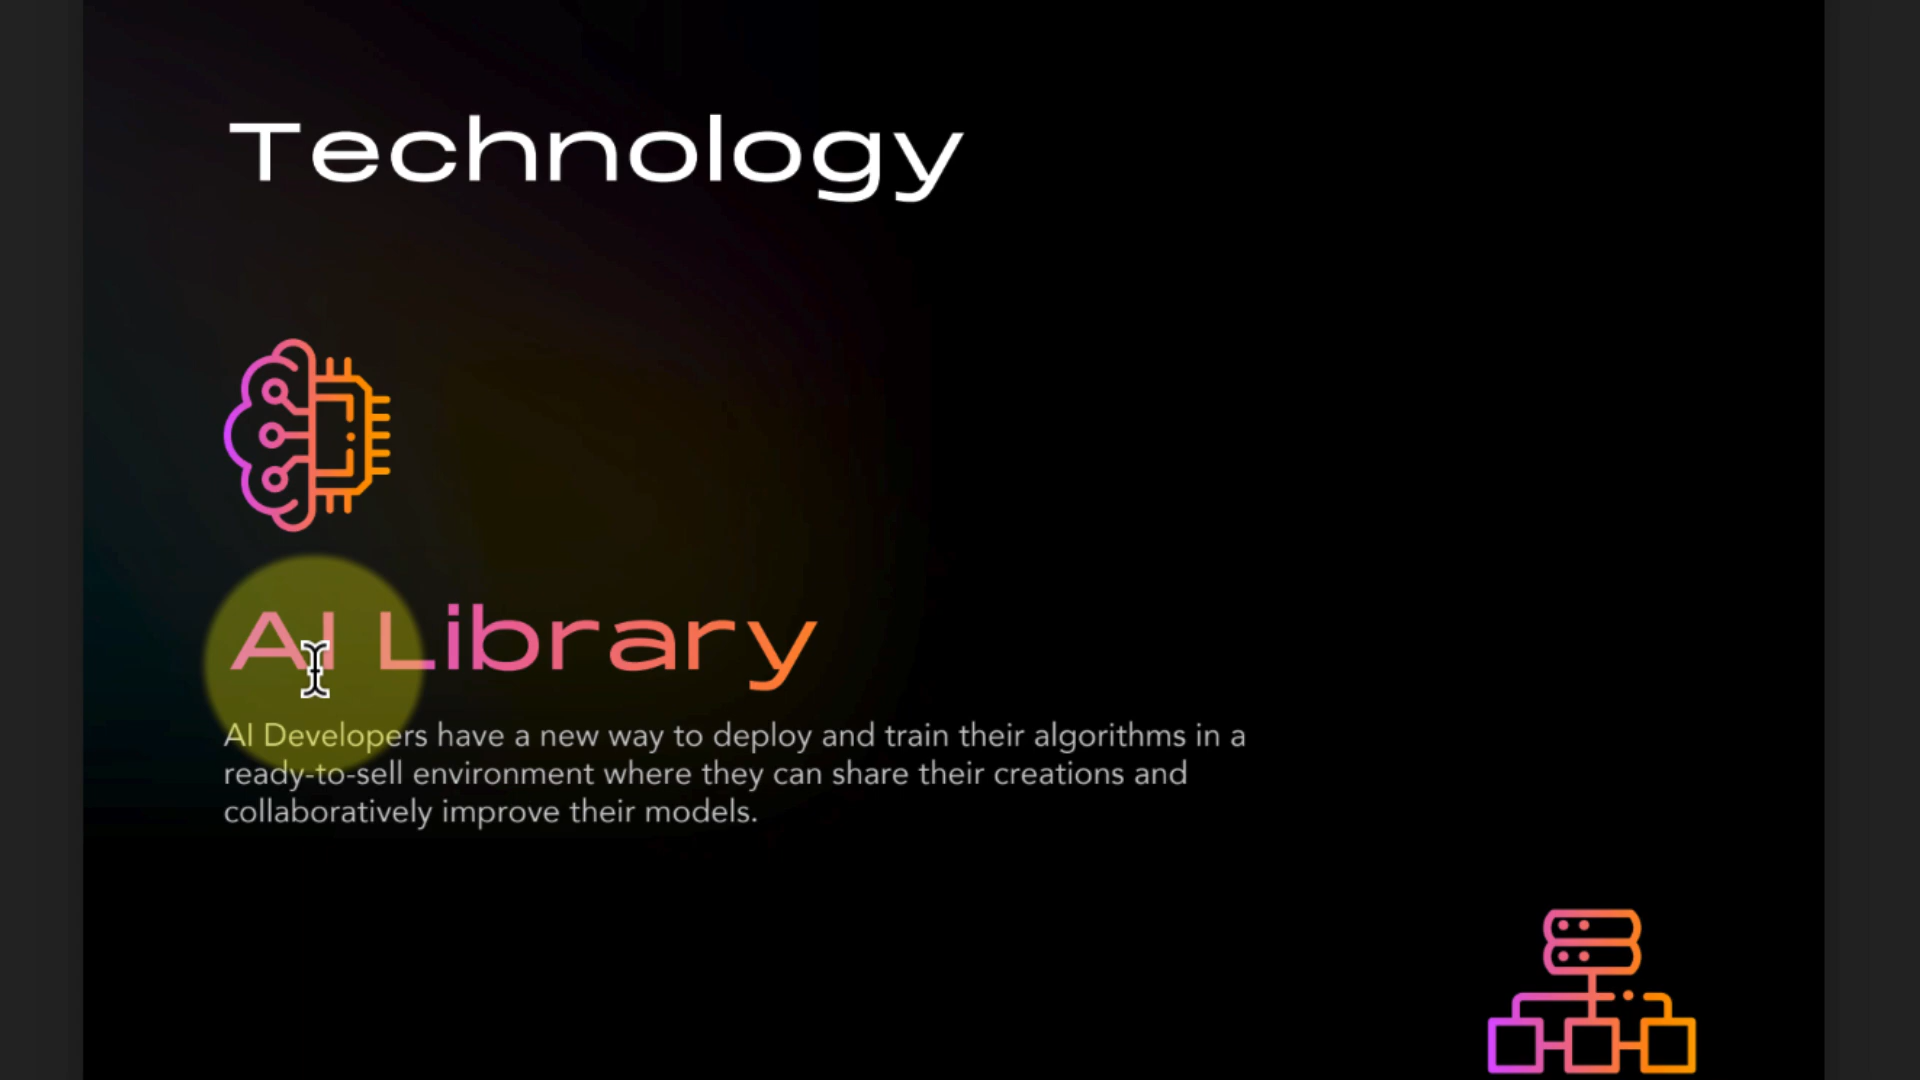 Technology
AI Library
AI Developers have a new way to deploy and train their algorithms in a
ready-to-sell environment where they can share their creations and
collaboratively improve their models.